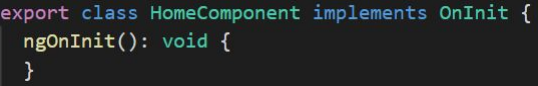 export class HomeComponent implements OnInit {
  ngOnInit(): void {
  }